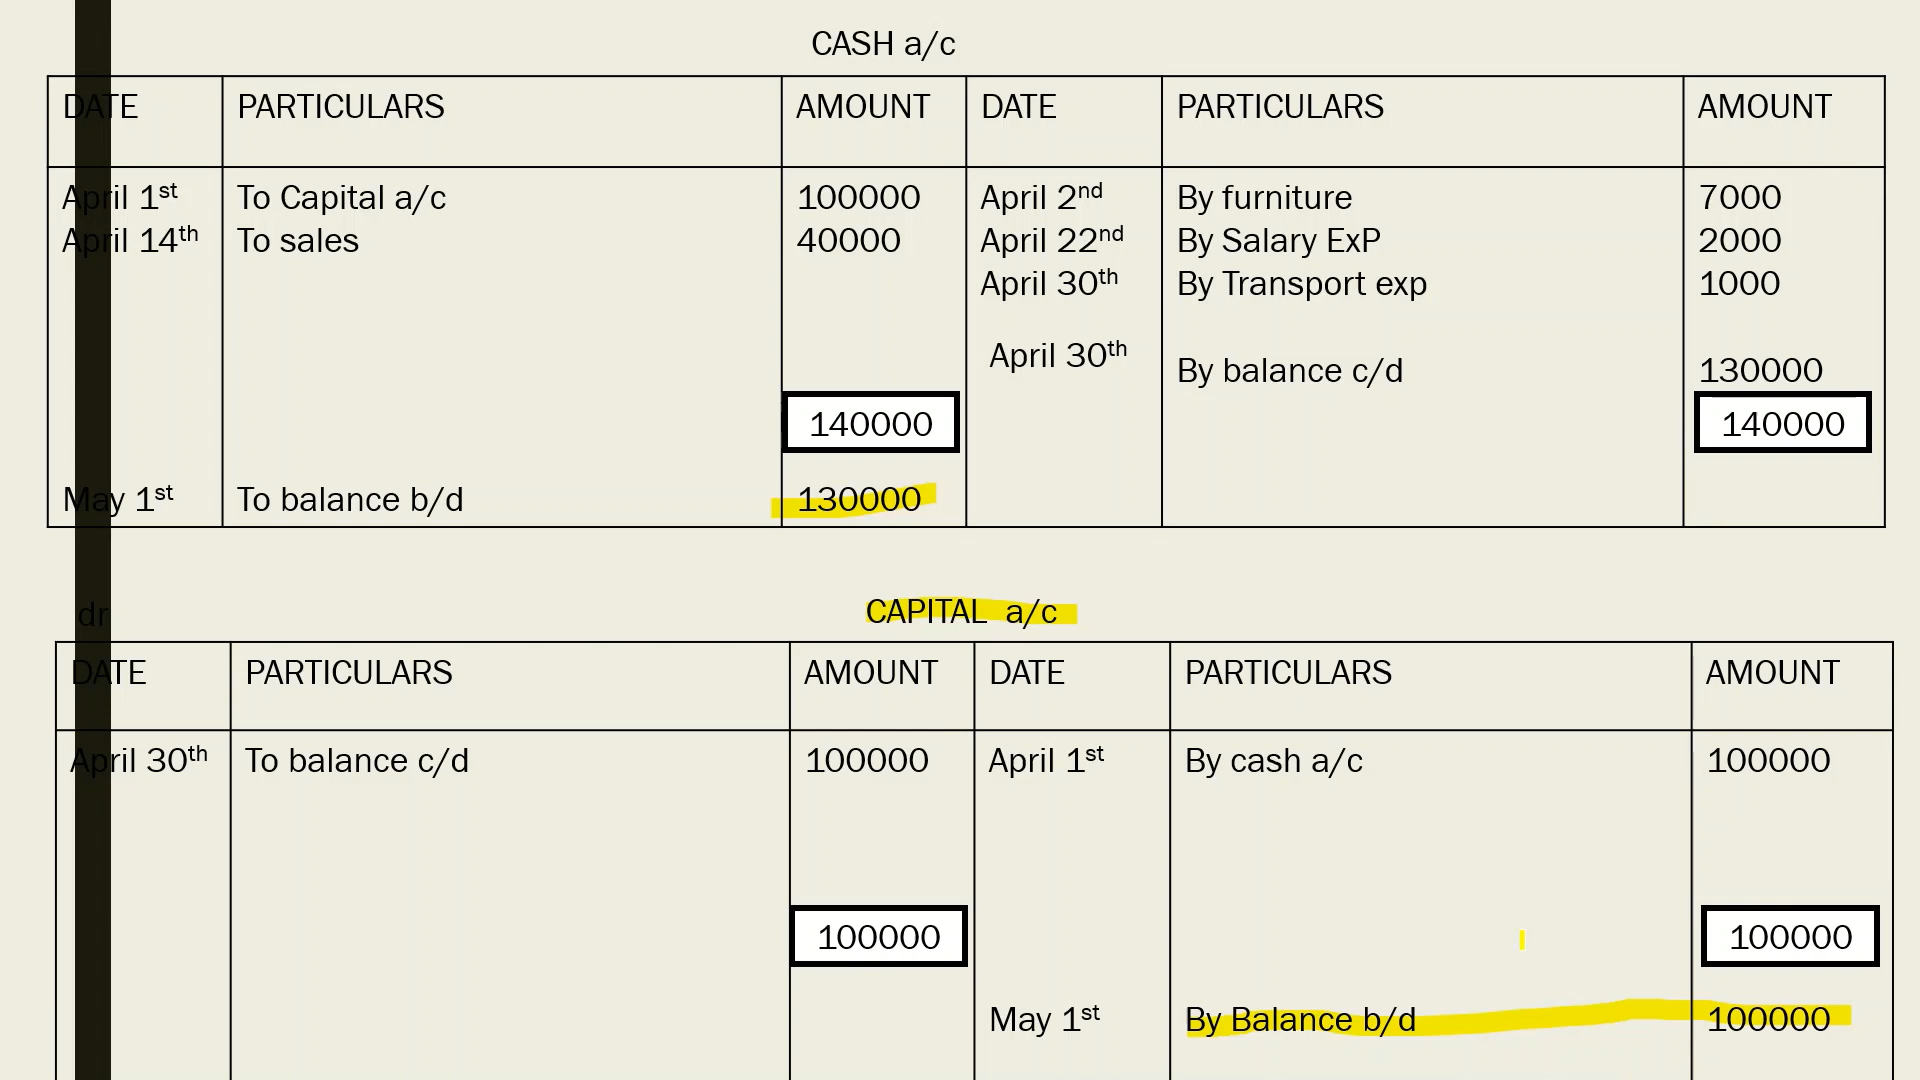 CASH a/c
DATE PARTICULARS AMOUNT DATE PARTICULARS AMOUNT
April 1st To Capital a/c 100000 April 2nd By furniture 7000
April 14th To sales 40000 April 22nd By Salary ExP 2000
April 30th By Transport exp 1000
April 30th By balance c/d 130000
140000 140000
May 1st To balance b/d 130000
dr CAPITAL a/c
DATE PARTICULARS AMOUNT DATE PARTICULARS AMOUNT
April 30th To balance c/d 100000 April 1st By cash a/c 100000
100000 100000
May 1st By Balance b/d 100000